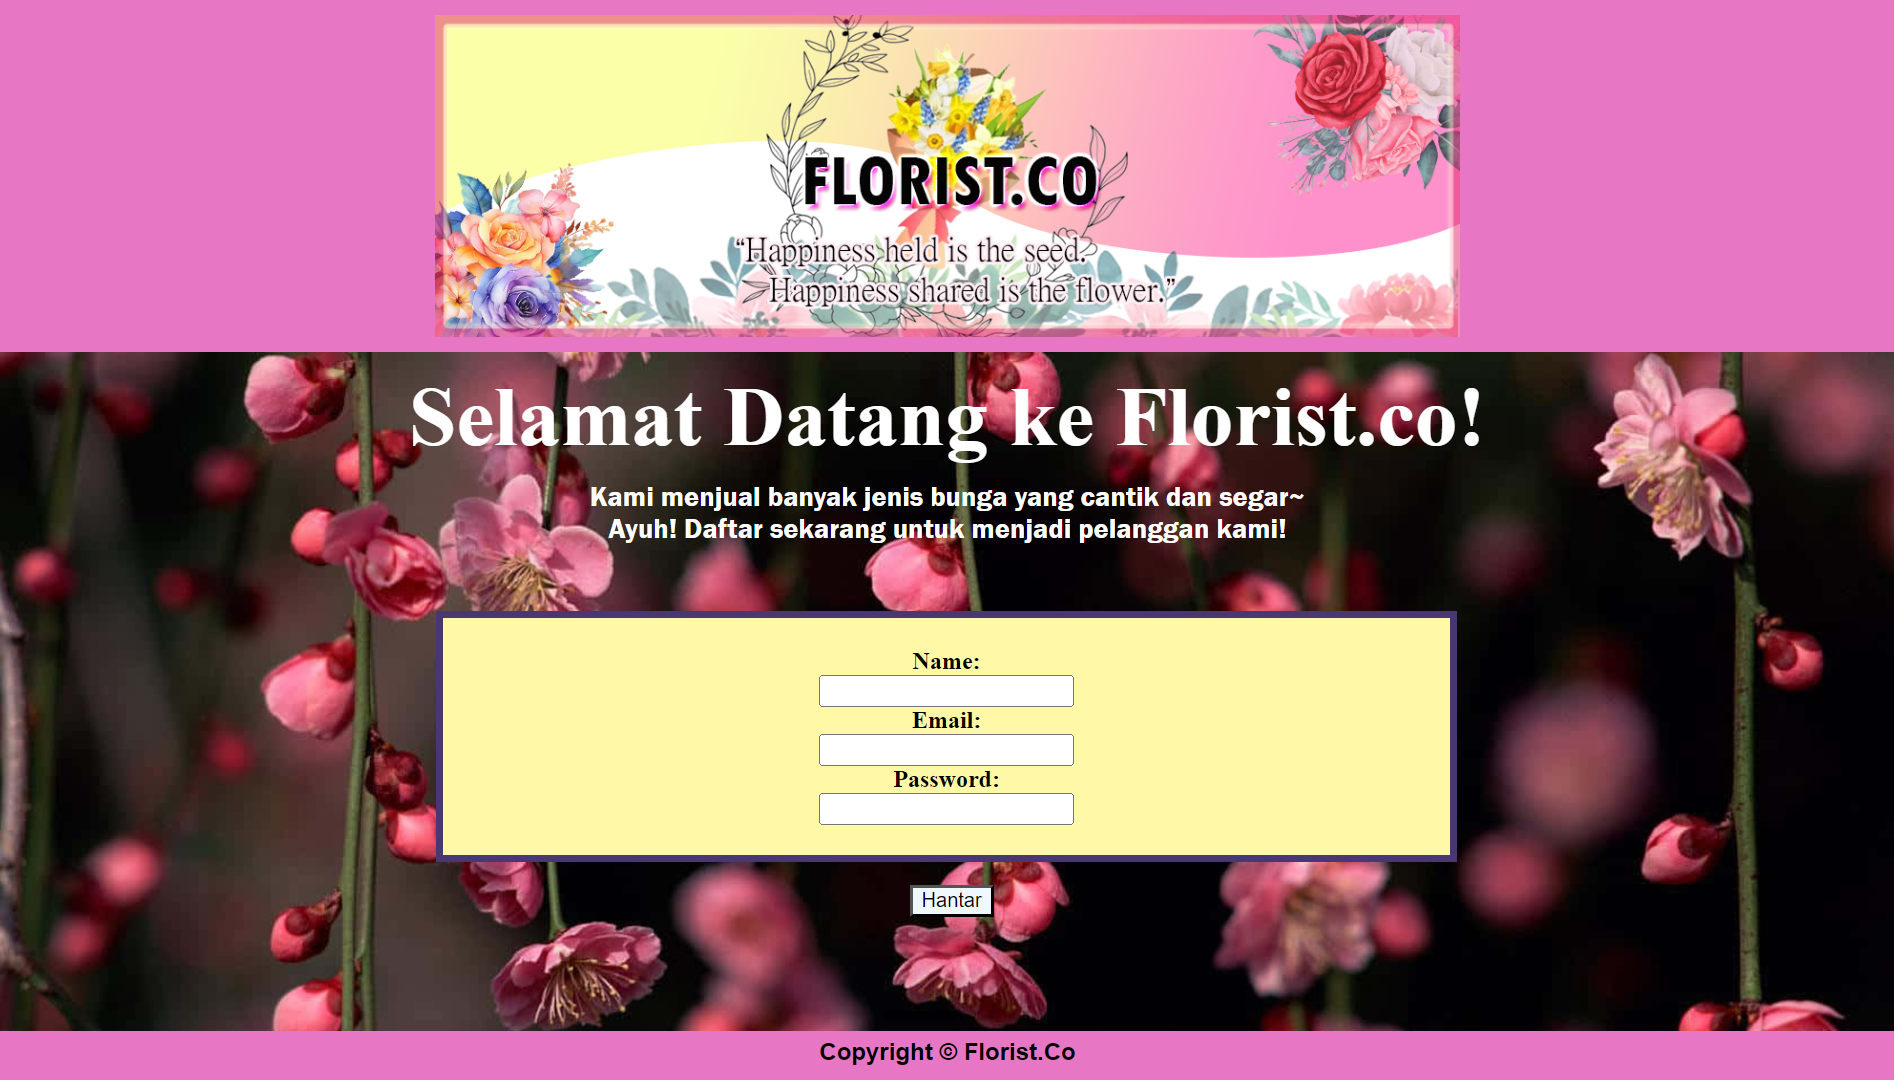 FLORIST.CO
“Happiness held is the seed.
Happiness shared is the flower.”
Selamat Datang ke Florist.co!
Kami menjual banyak jenis bunga yang cantik dan segar~
Ayuh! Daftar sekarang untuk menjadi pelanggan kami!
Name:
Email:
Password:
Hantar
Copyright © Florist.Co